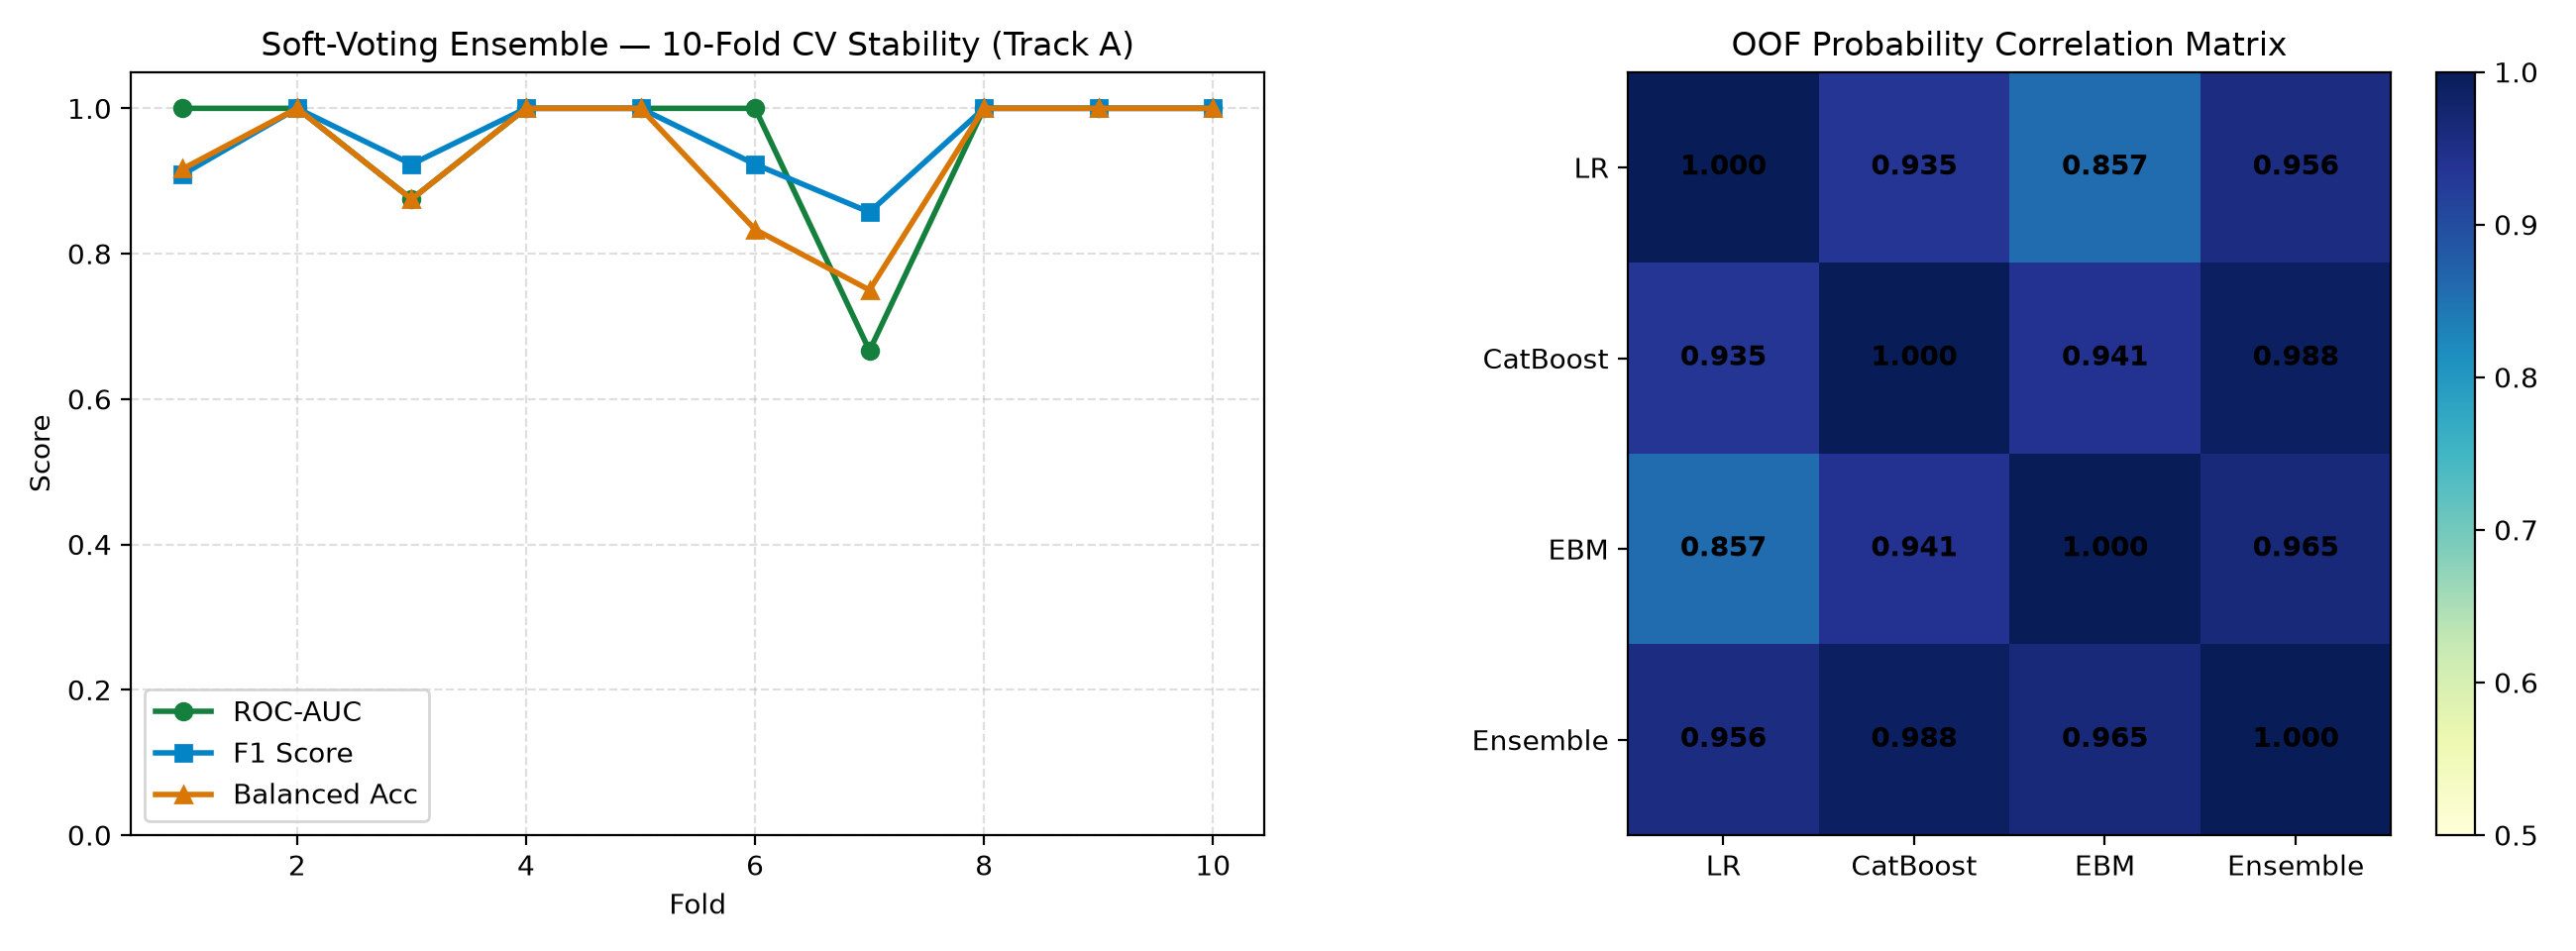 Soft-Voting Ensemble — 10-Fold CV Stability (Track A)
Score
1.0
0.8
0.6
0.4
0.2
0.0
ROC-AUC
F1 Score
Balanced Acc
2 4 6 8 10
Fold
OOF Probability Correlation Matrix
LR 1.000 0.935 0.857 0.956
CatBoost 0.935 1.000 0.941 0.988
EBM 0.857 0.941 1.000 0.965
Ensemble 0.956 0.988 0.965 1.000
LR CatBoost EBM Ensemble
1.0
0.9
0.8
0.7
0.6
0.5